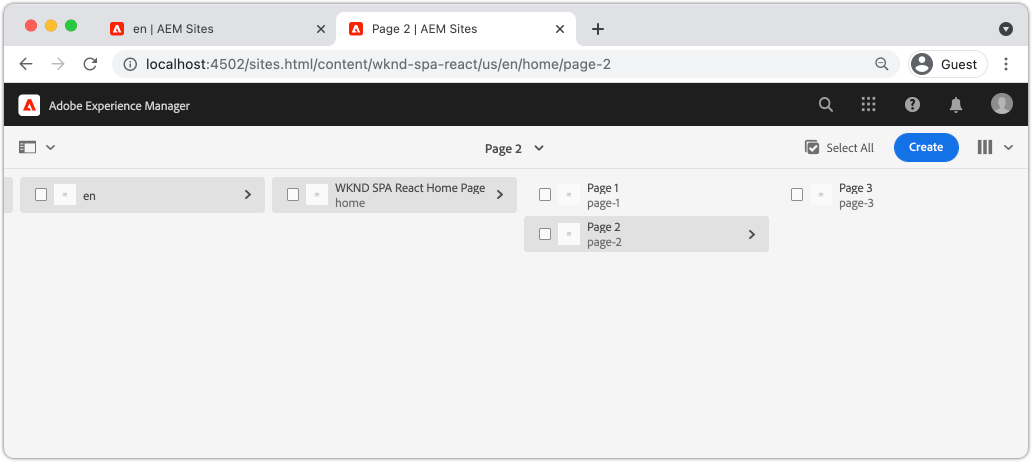 en | AEM Sites
Page 2 | AEM Sites
localhost:4502/sites.html/content/wknd-spa-react/us/en/home/page-2
Guest
Adobe Experience Manager
Page 2
Select All
Create
en
WKND SPA React Home Page
home
Page 1
page-1
Page 2
page-2
Page 3
page-3